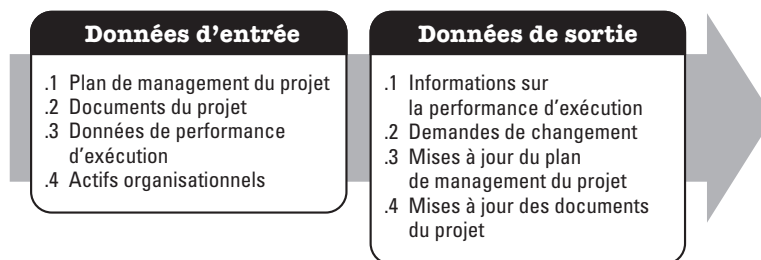 Données d'entrée
.1 Plan de management du projet
.2 Documents du projet
.3 Données de performance
d'exécution
.4 Actifs organisationnels
Données de sortie
.1 Informations sur
la performance d'exécution
.2 Demandes de changement
.3 Mises à jour du plan
de management du projet
.4 Mises à jour des documents
du projet